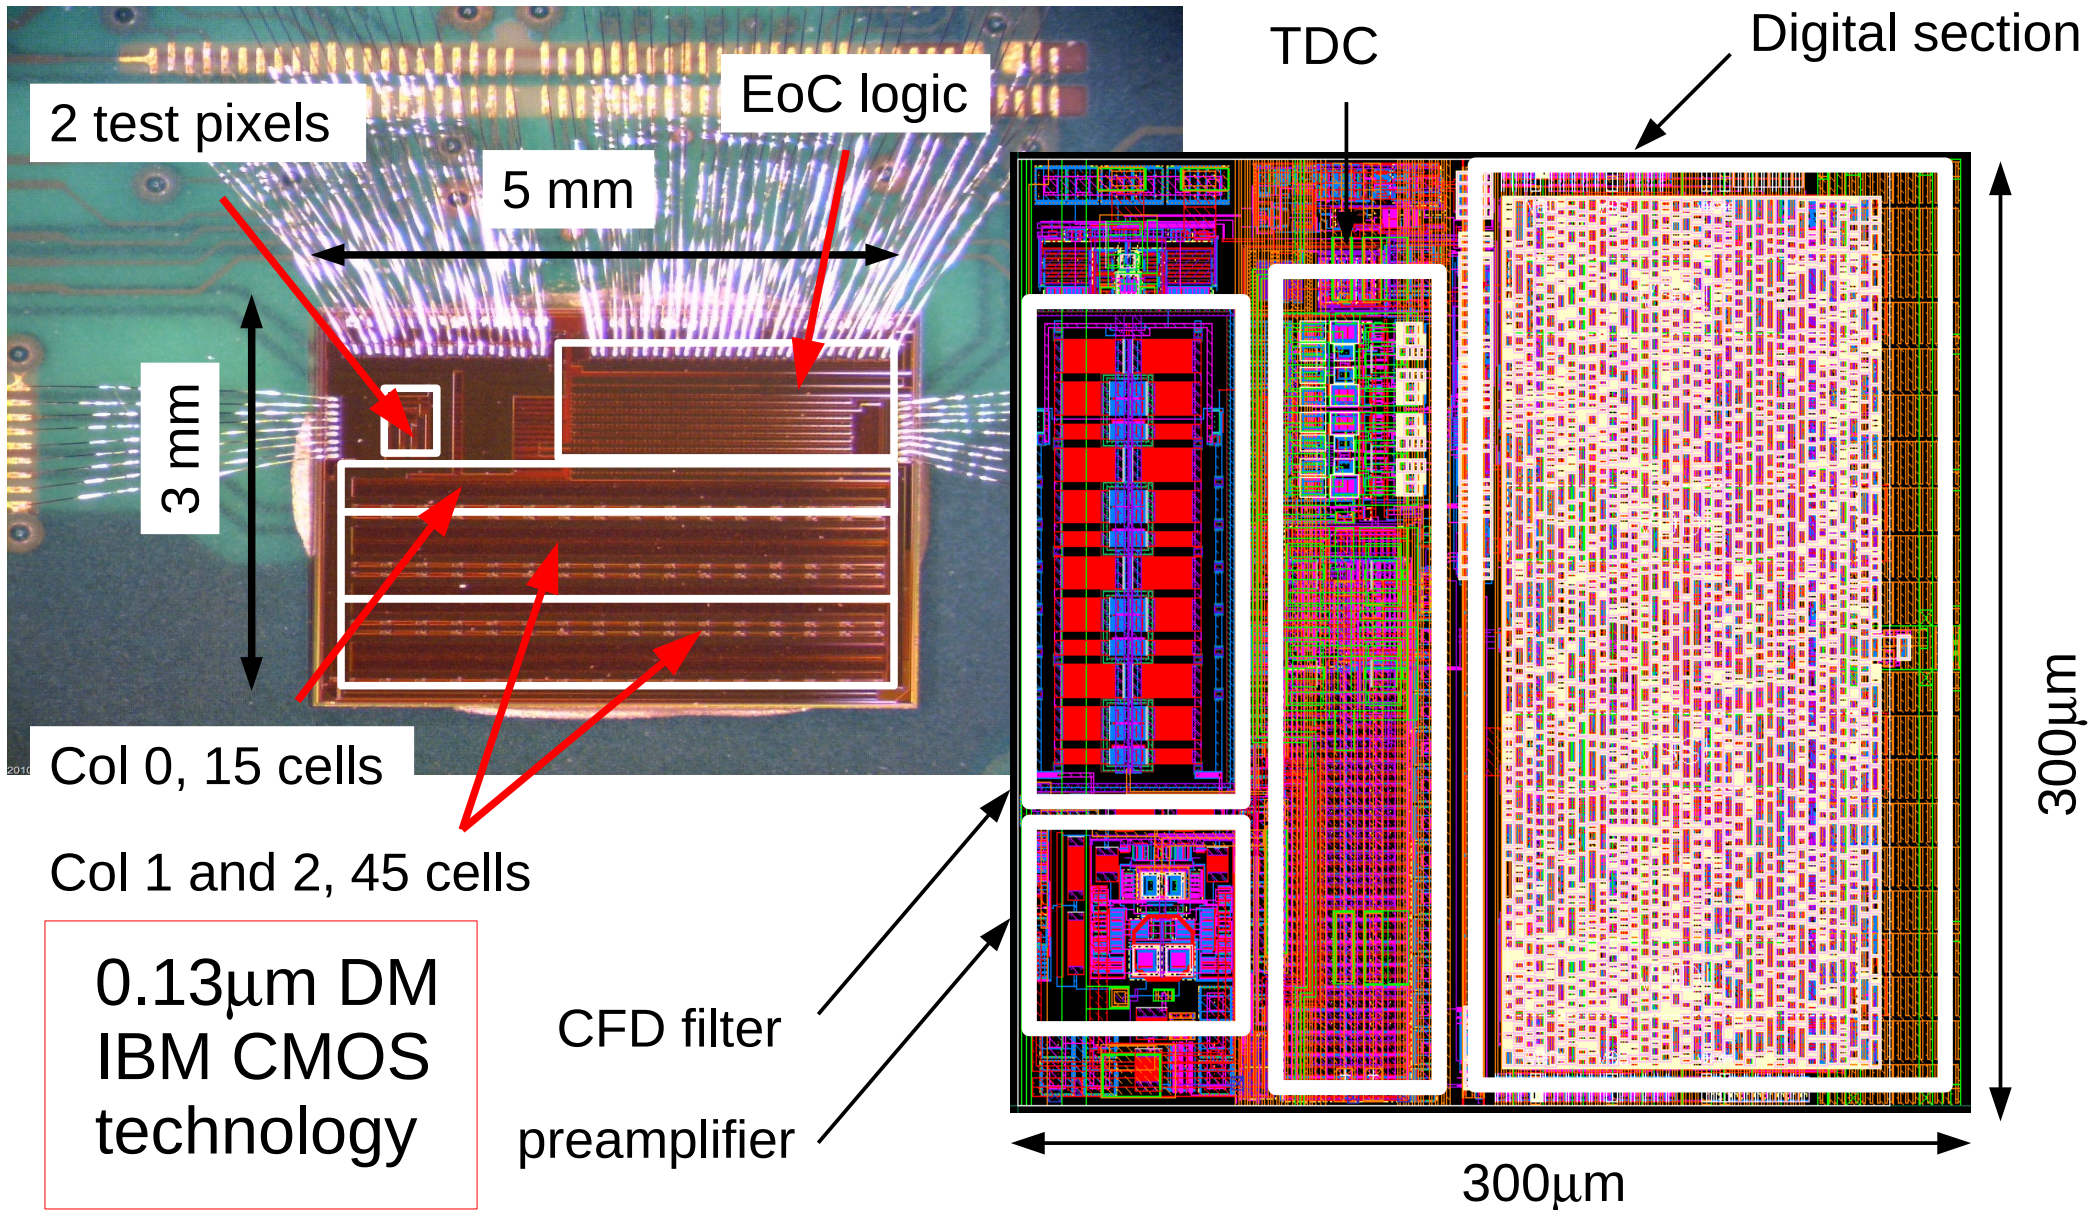 2 test pixels
EoC logic
TDC
Digital section
5 mm
3 mm
Col 0, 15 cells
Col 1 and 2, 45 cells
0.13μm DM
IBM CMOS
technology
CFD filter
preamplifier
300μm
300μm
2010